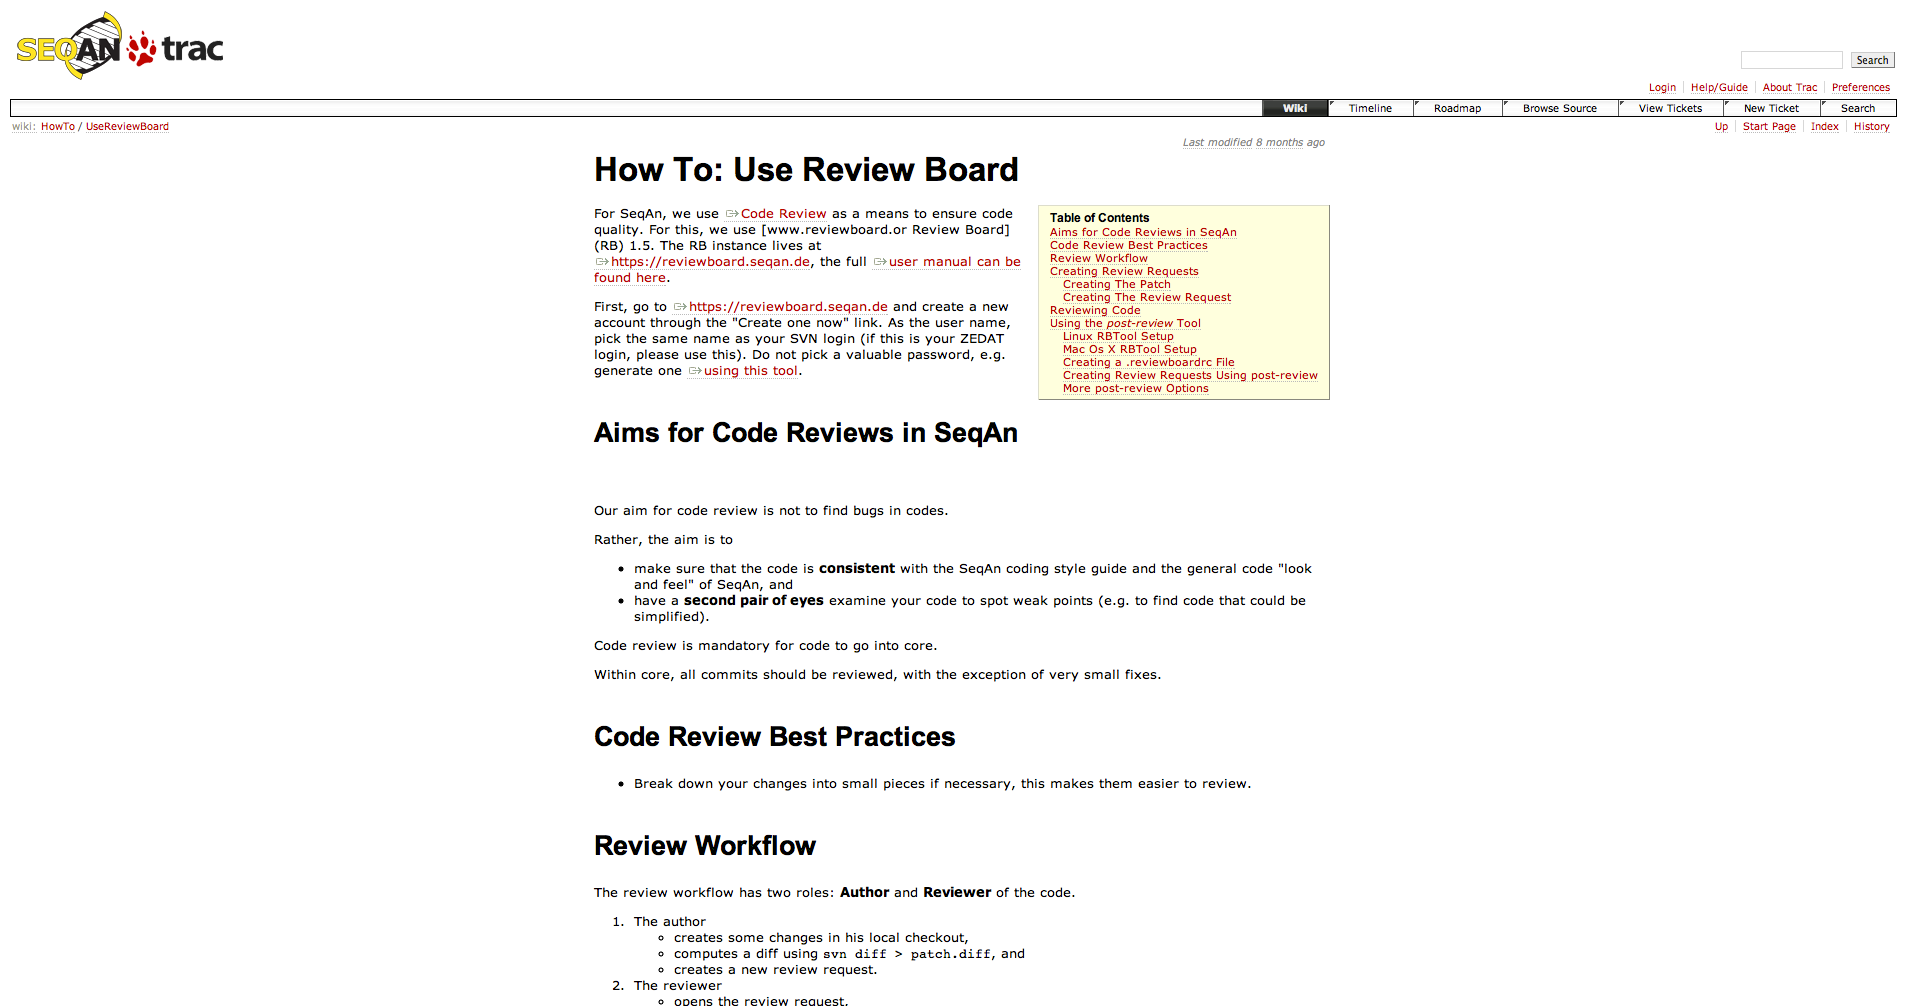 SEQAN trac
Search
Login Help/Guide About Trac Preferences
Wiki Timeline Roadmap Browse Source View Tickets New Ticket Search
wiki: HowTo / UseReviewBoard
Up Start Page Index History
Last modified 8 months ago
How To: Use Review Board
For SeqAn, we use Code Review as a means to ensure code
quality. For this, we use [www.reviewboard.or Review Board]
(RB) 1.5. The RB instance lives at
https://reviewboard.seqan.de, the full user manual can be
found here.
First, go to https://reviewboard.seqan.de and create a new
account through the "Create one now" link. As the user name,
pick the same name as your SVN login (if this is your ZEDAT
login, please use this). Do not pick a valuable password, e.g.
generate one using this tool.
Table of Contents
Aims for Code Reviews in SeqAn
Code Review Best Practices
Review Workflow
Creating Review Requests
Creating The Patch
Creating The Review Request
Reviewing Code
Using the post-review Tool
Linux RBTool Setup
Mac Os X RBTool Setup
Creating a .reviewboardrc File
Creating Review Requests Using post-review
More post-review Options
Aims for Code Reviews in SeqAn
Our aim for code review is not to find bugs in codes.
Rather, the aim is to
• make sure that the code is consistent with the SeqAn coding style guide and the general code "look
and feel" of SeqAn, and
• have a second pair of eyes examine your code to spot weak points (e.g. to find code that could be
simplified).
Code review is mandatory for code to go into core.
Within core, all commits should be reviewed, with the exception of very small fixes.
Code Review Best Practices
• Break down your changes into small pieces if necessary, this makes them easier to review.
Review Workflow
The review workflow has two roles: Author and Reviewer of the code.
1. The author
◦ creates some changes in his local checkout,
◦ computes a diff using svn diff > patch.diff, and
◦ creates a new review request.
2. The reviewer
◦ opens the review request,